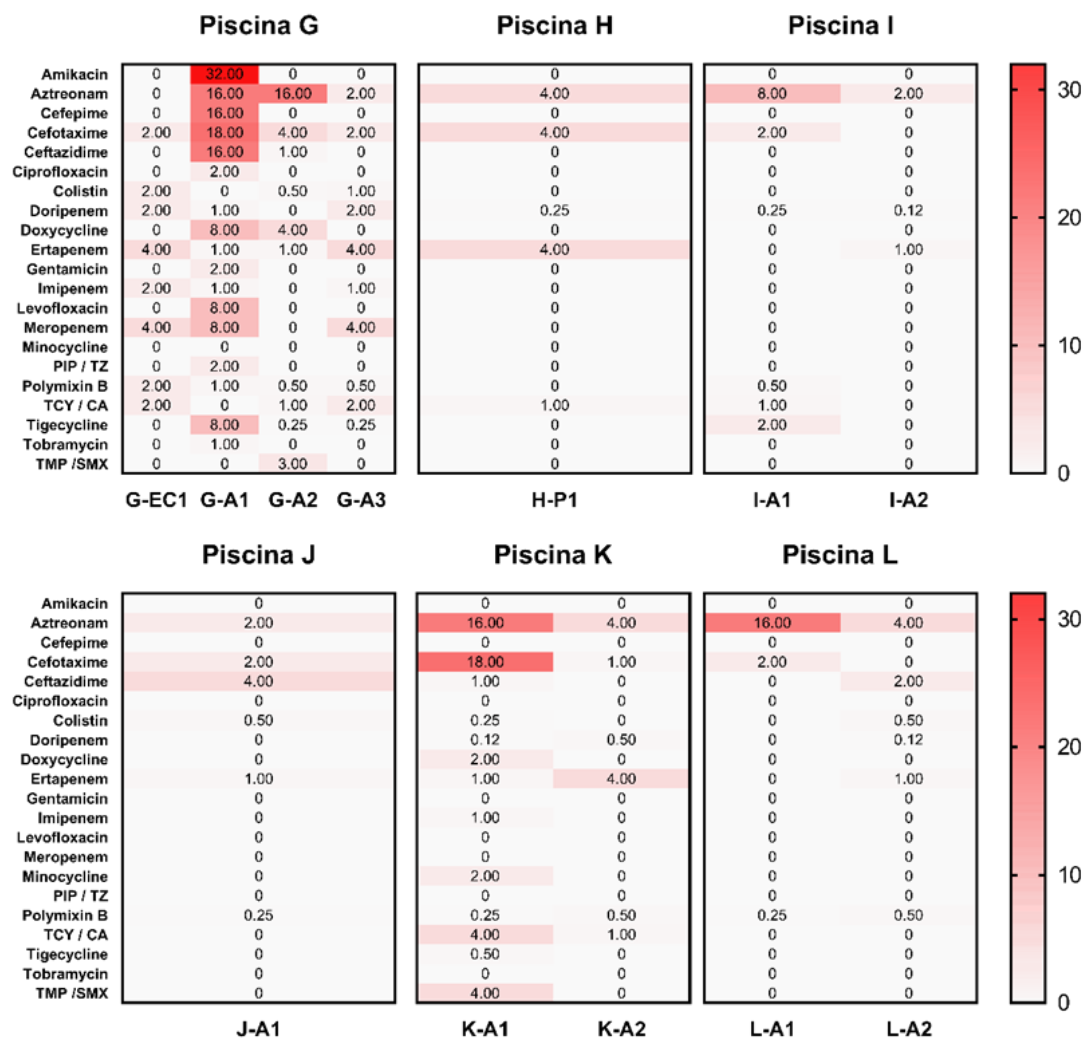 Piscina G Piscina H Piscina I
Amikacin 0 32.00 0 0 0 0 0
Aztreonam 0 16.00 16.00 2.00 4.00 8.00 2.00
Cefepime 0 16.00 0 0 0 0 0
Cefotaxime 2.00 18.00 4.00 2.00 4.00 2.00 0
Ceftazidime 0 16.00 1.00 0 0 0 0
Ciprofloxacin 0 2.00 0 0 0 0 0
Colistin 2.00 0 0.50 1.00 0 0 0
Doripenem 2.00 1.00 0 2.00 0.25 0.25 0.12
Doxycycline 0 8.00 4.00 0 0 0 0
Ertapenem 4.00 1.00 1.00 4.00 4.00 0 1.00
Gentamicin 0 2.00 0 0 0 0 0
Imipenem 2.00 1.00 0 1.00 0 0 0
Levofloxacin 0 8.00 0 0 0 0 0
Meropenem 4.00 8.00 0 4.00 0 0 0
Minocycline 0 0 0 0 0 0 0
PIP / TZ 0 2.00 0 0 0 0 0
Polymixin B 2.00 1.00 0.50 0.50 0 0.50 0
TCY / CA 2.00 0 1.00 2.00 1.00 1.00 0
Tigecycline 0 8.00 0.25 0.25 0 2.00 0
Tobramycin 0 1.00 0 0 0 0 0
TMP /SMX 0 0 3.00 0 0 0 0
G-EC1 G-A1 G-A2 G-A3 H-P1 I-A1 I-A2
30
20
10
0
Piscina J Piscina K Piscina L
Amikacin 0 0 0 0 0
Aztreonam 2.00 16.00 4.00 16.00 4.00
Cefepime 0 0 0 0 0
Cefotaxime 2.00 18.00 1.00 2.00 0
Ceftazidime 4.00 1.00 0 0 2.00
Ciprofloxacin 0 0 0 0 0
Colistin 0.50 0.25 0 0 0.50
Doripenem 0 0.12 0.50 0 0.12
Doxycycline 0 2.00 0 0 0
Ertapenem 1.00 1.00 4.00 0 1.00
Gentamicin 0 0 0 0 0
Imipenem 0 1.00 0 0 0
Levofloxacin 0 0 0 0 0
Meropenem 0 0 0 0 0
Minocycline 0 2.00 0 0 0
PIP / TZ 0 0 0 0 0
Polymixin B 0.25 0.25 0.50 0.25 0.50
TCY / CA 0 4.00 1.00 0 0
Tigecycline 0 0.50 0 0 0
Tobramycin 0 0 0 0 0
TMP /SMX 0 4.00 0 0 0
J-A1 K-A1 K-A2 L-A1 L-A2
30
20
10
0